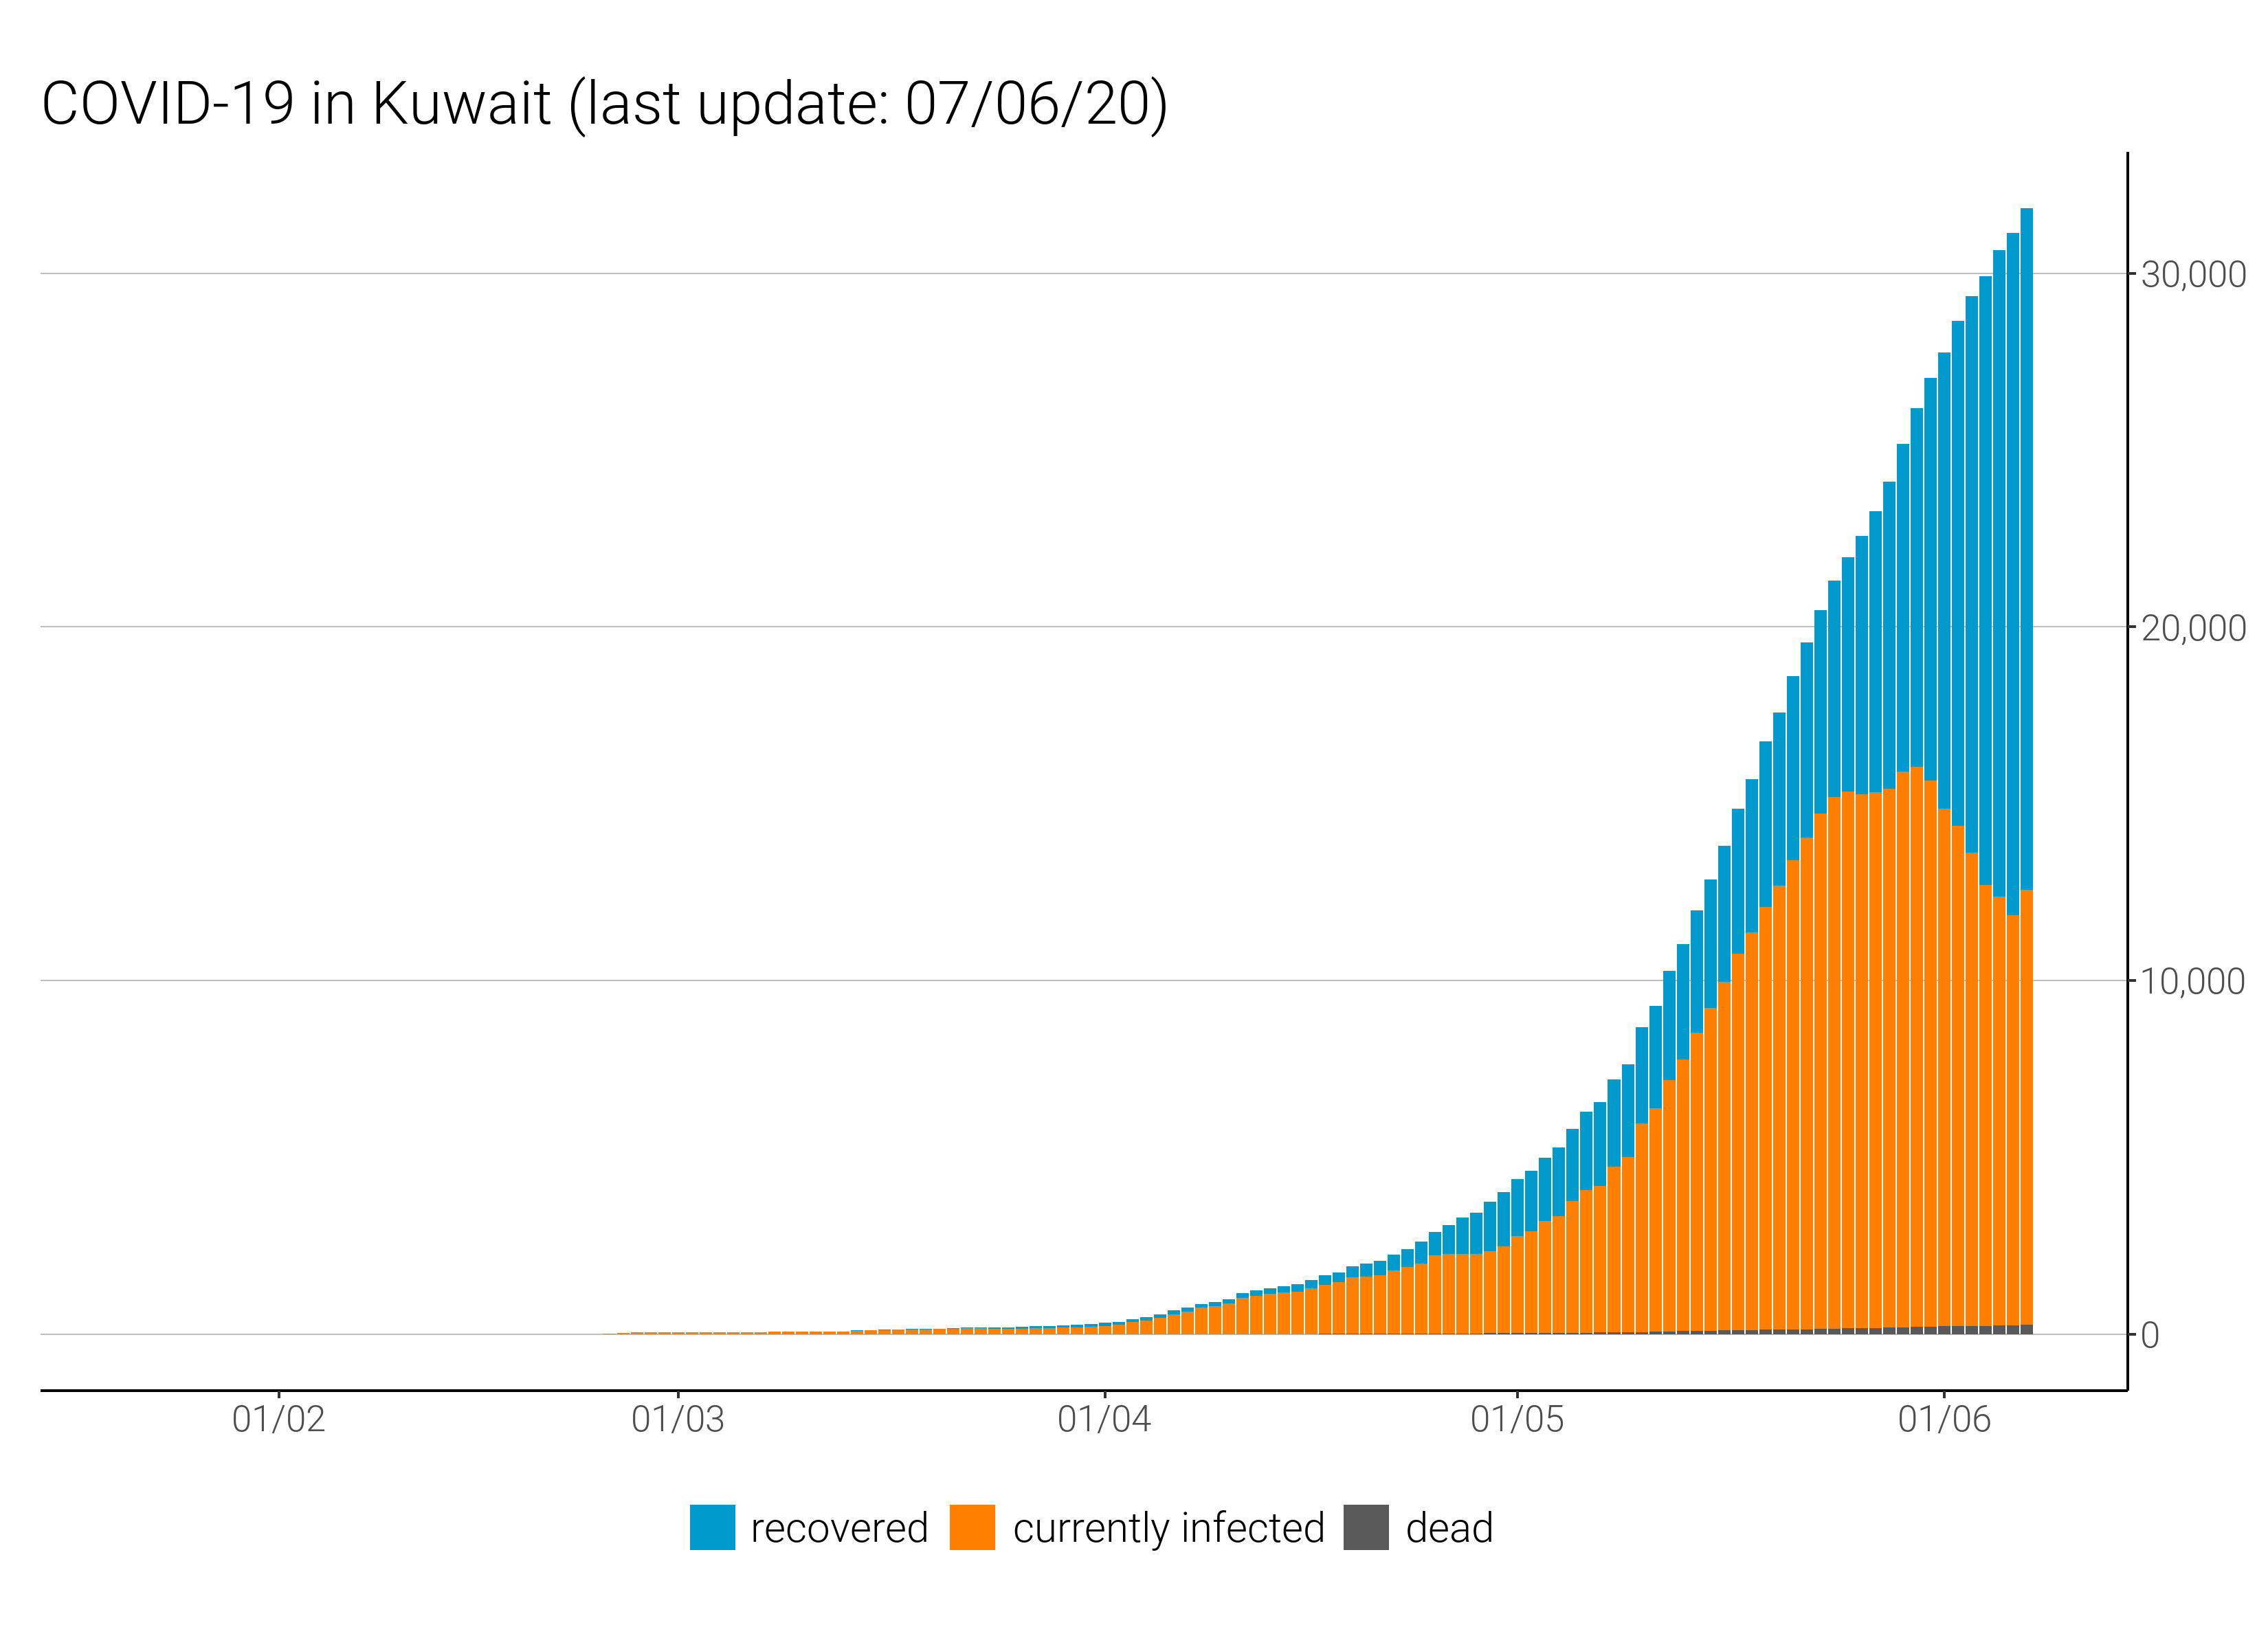 COVID-19 in Kuwait (last update: 07/06/20)
30,000
20,000
10,000
0
01/02 01/03 01/04 01/05 01/06
recovered currently infected dead